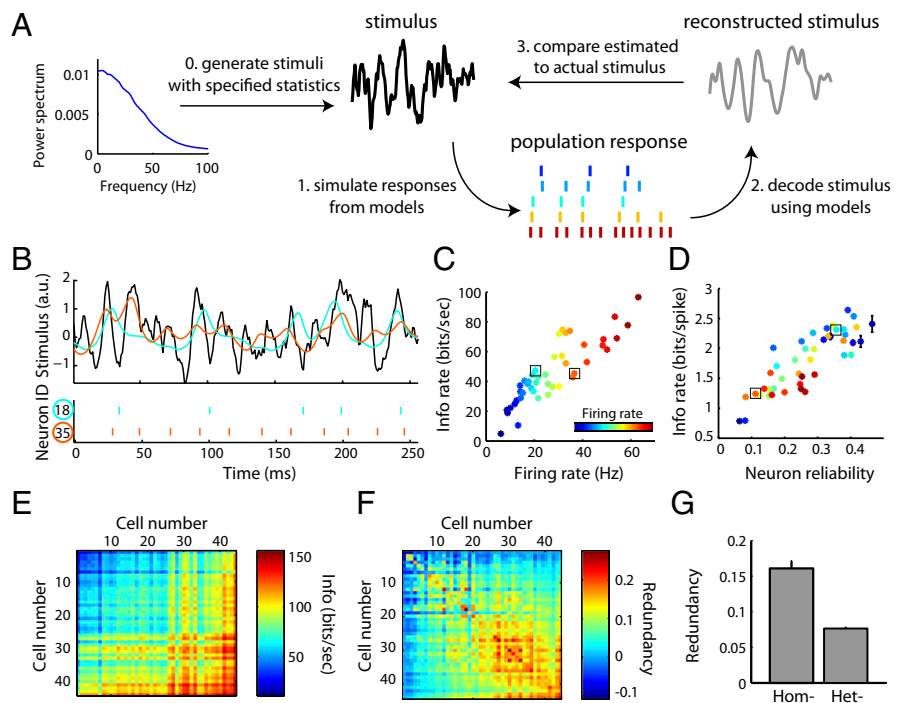 A
stimulus
reconstructed stimulus
0. generate stimuli
with specified statistics
3. compare estimated
to actual stimulus
Power spectrum
0.01
0.005
0
0 50 100
Frequency (Hz)
population response
1. simulate responses
from models
2. decode stimulus
using models
B
Stimulus (a.u.)
2
1
0
−1
Neuron ID
18
35
0 50 100 150 200 250
Time (ms)
C
Info rate (bits/sec)
100
80
60
40
20
0
Firing rate
0 20 40 60
Firing rate (Hz)
D
Info rate (bits/spike)
3
2.5
2
1.5
1
0.5
0 0.1 0.2 0.3 0.4
Neuron reliability
E
Cell number
10 20 30 40
Cell number
10
20
30
40
150
100
50
Info (bits/sec)
F
Cell number
10 20 30 40
Cell number
10
20
30
40
0.2
0.1
0
-0.1
Redundancy
G
Redundancy
0.2
0.15
0.1
0.05
0
Hom- Het-